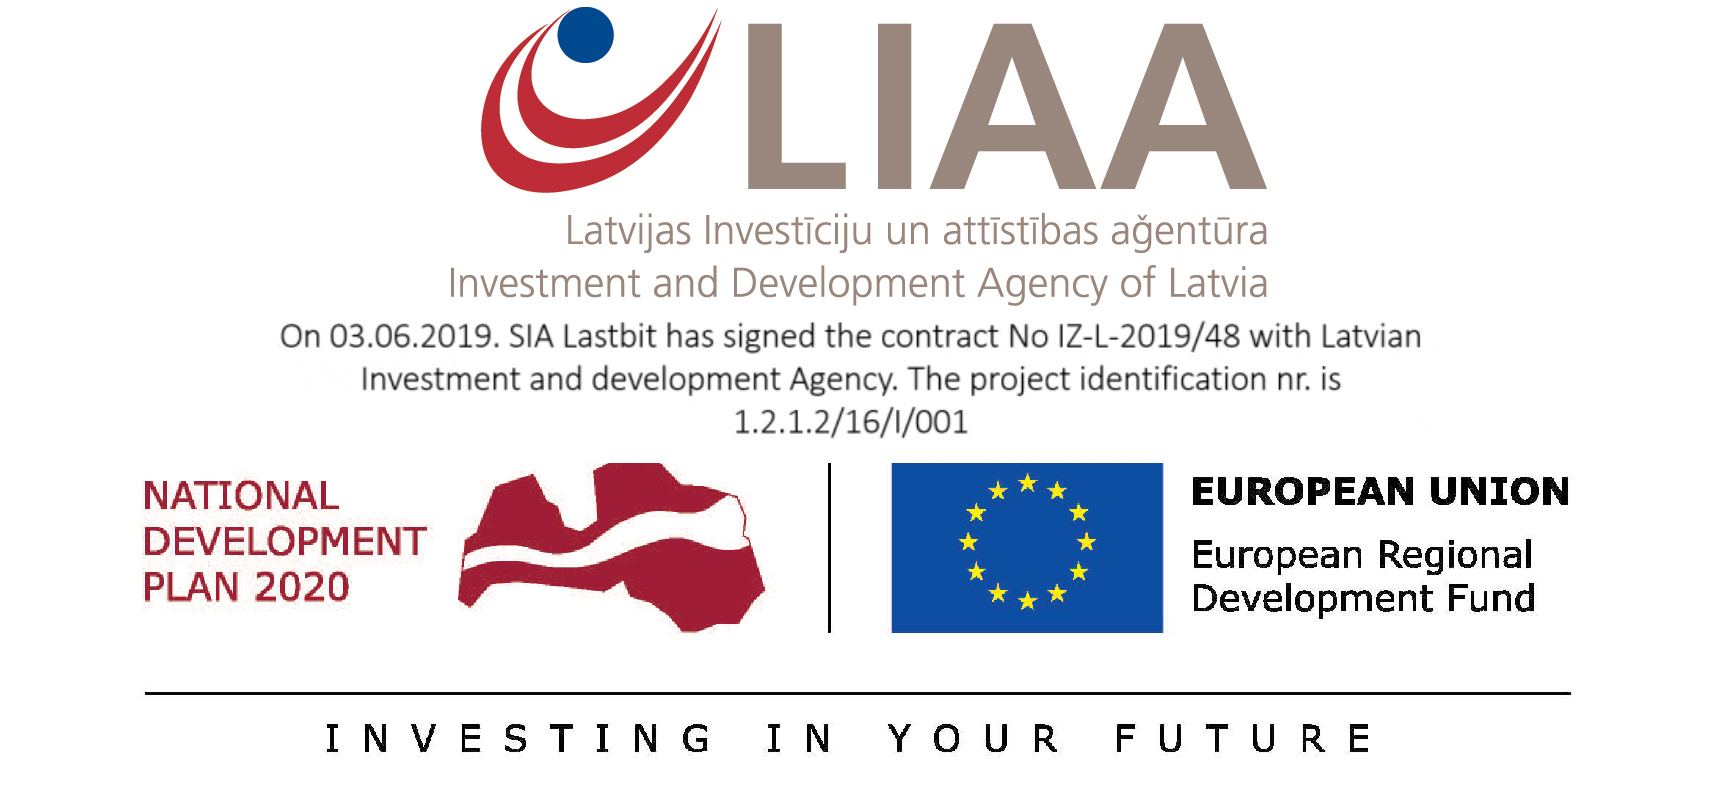 LIAA
Latvijas Investīciju un attīstības aģentūra
Investment and Development Agency of Latvia
On 03.06.2019. SIA Lastbit has signed the contract No IZ-L-2019/48 with Latvian
Investment and development Agency. The project identification nr. is
1.2.1.2/16/I/001
NATIONAL
DEVELOPMENT
PLAN 2020
EUROPEAN UNION
European Regional
Development Fund
INVESTING IN YOUR FUTURE